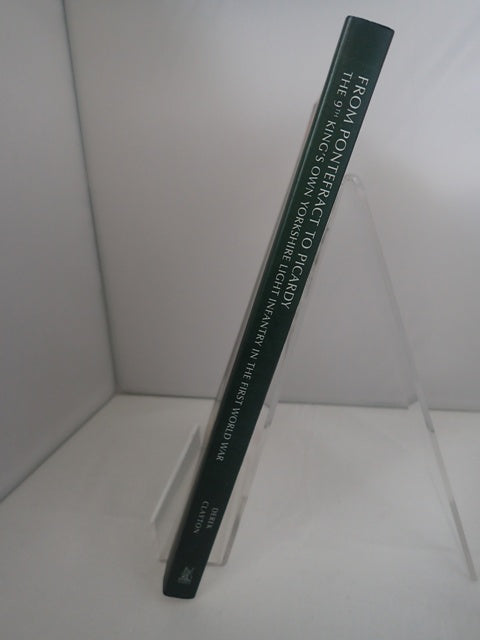 FROM PONTEFRACT TO PICARDY
THE 9TH KING'S OWN YORKSHIRE LIGHT INFANTRY IN THE FIRST WORLD WAR
DEREK
CLAYTON